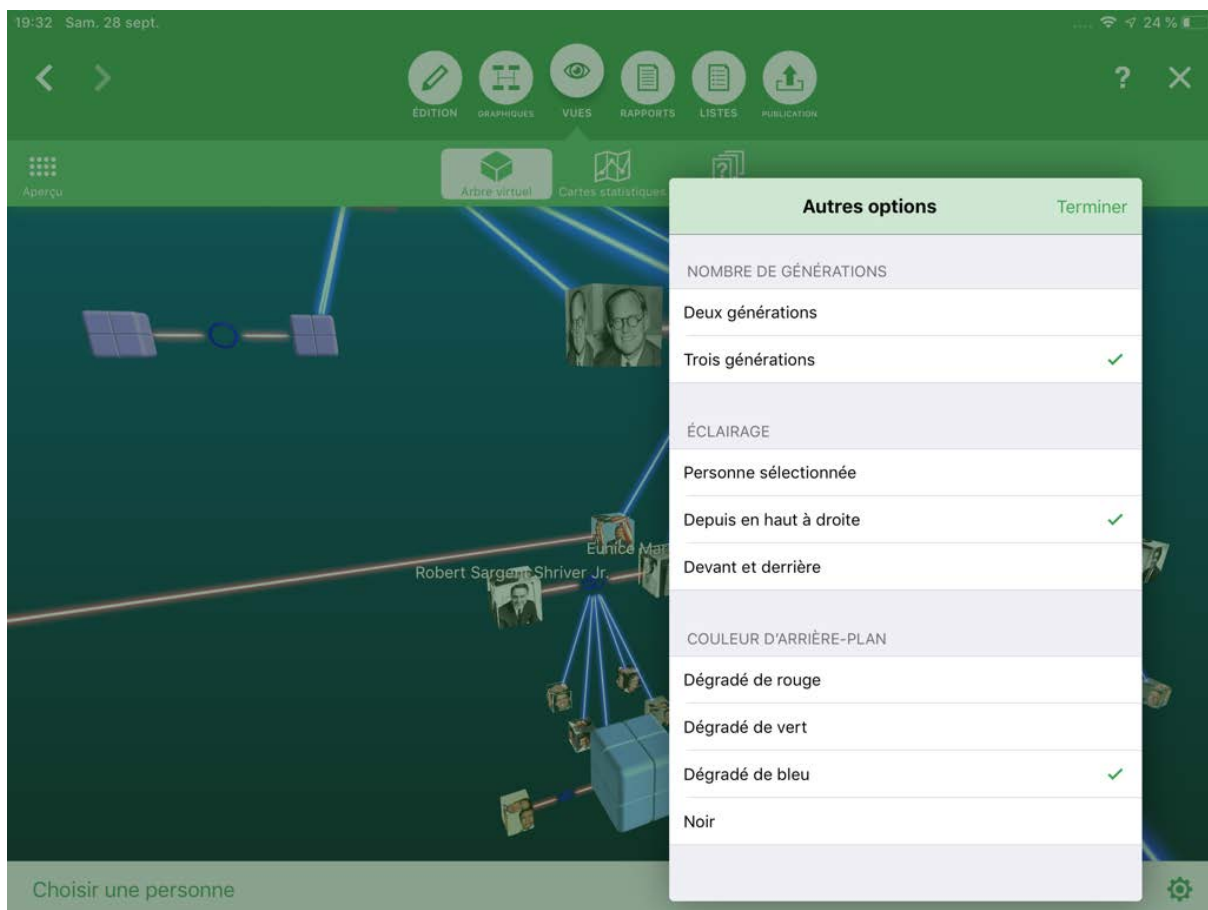 19:32 Sam. 28 sept.
24 %
ÉDITION
GRAPHIQUES
VUES
RAPPORTS
LISTES
PUBLICATION
?
Aperçu
Arbre virtuel
Cartes statistiques
?
Autres options
Terminer
NOMBRE DE GÉNÉRATIONS
Deux générations
Trois générations
ÉCLAIRAGE
Personne sélectionnée
Depuis en haut à droite
Devant et derrière
COULEUR D'ARRIÈRE-PLAN
Dégradé de rouge
Dégradé de vert
Dégradé de bleu
Noir
Eunice Mar
Robert Sargent Shriver Jr.
Choisir une personne